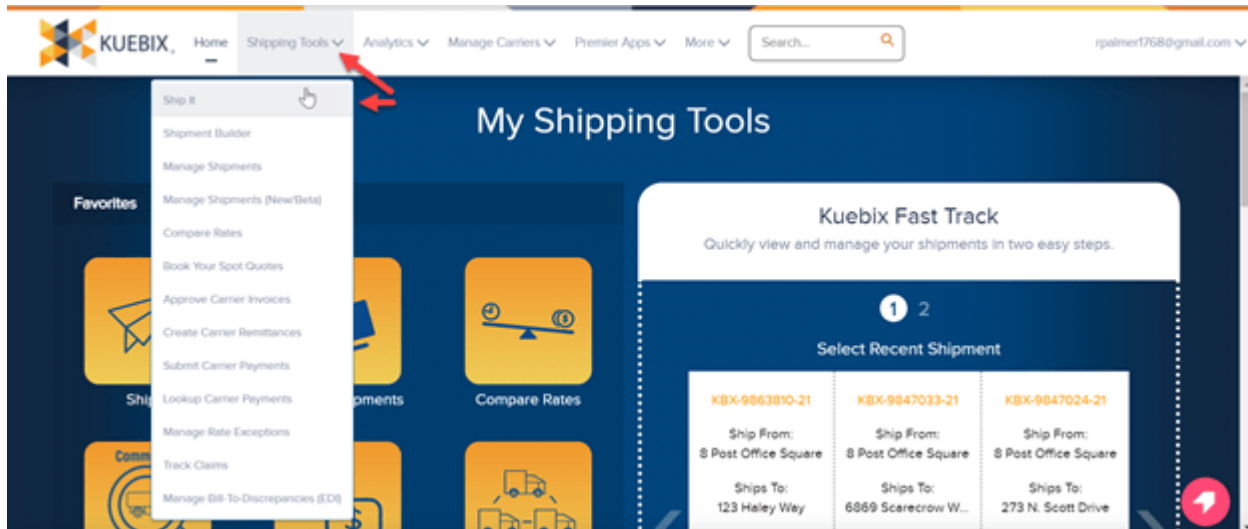 KUEBIX. Home Shipping Tools Analytics Manage Carriers Premier Apps More Search... rpalmer1768@gmail.com
Ship It
Shipment Builder
Manage Shipments
Manage Shipments (New/Beta)
Compare Rates
Book Your Spot Quotes
Approve Carrier Invoices
Create Carrier Remittances
Submit Carrier Payments
Lookup Carrier Payments
Manage Rate Exceptions
Track Claims
Manage Bill-To-Discrepancies (EDI)
My Shipping Tools
Favorites
Compare Rates
Kuebix Fast Track
Quickly view and manage your shipments in two easy steps.
1 2
Select Recent Shipment
KBX-9863810-21 KBX-9847033-21 KBX-9847024-21
Ship From: Ship From: Ship From:
8 Post Office Square 8 Post Office Square 8 Post Office Square
Ships To: Ships To: Ships To:
123 Haley Way 6869 Scarecrow W... 273 N. Scott Drive